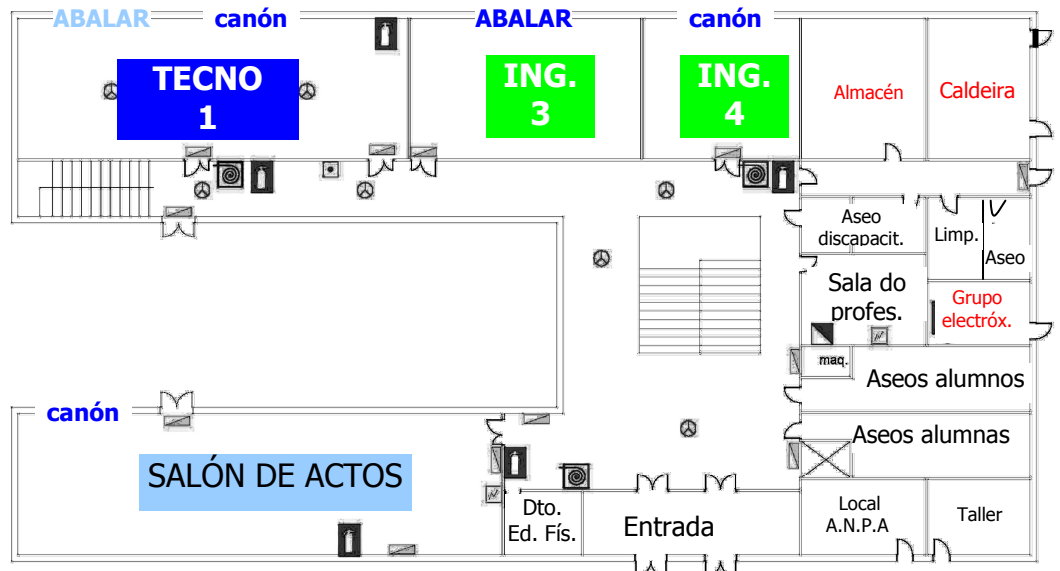 ABALAR
canón
ABALAR
canón
TECNO
1
ING.
3
ING.
4
Almacén
Caldeira
Aseo
discapacit.
Limp.
Aseo
Sala do
profes.
Grupo
electróx.
maq.
Aseos alumnos
canón
Aseos alumnas
SALÓN DE ACTOS
Dto.
Ed. Fís.
Entrada
Local
A.N.P.A
Taller